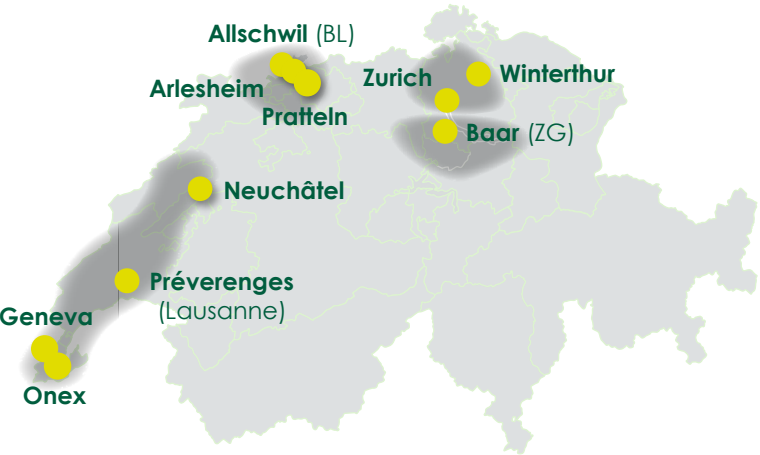 Allschwil (BL)
Arlesheim
Pratteln
Zurich
Winterthur
Baar (ZG)
Neuchâtel
Préverenges
(Lausanne)
Geneva
Onex